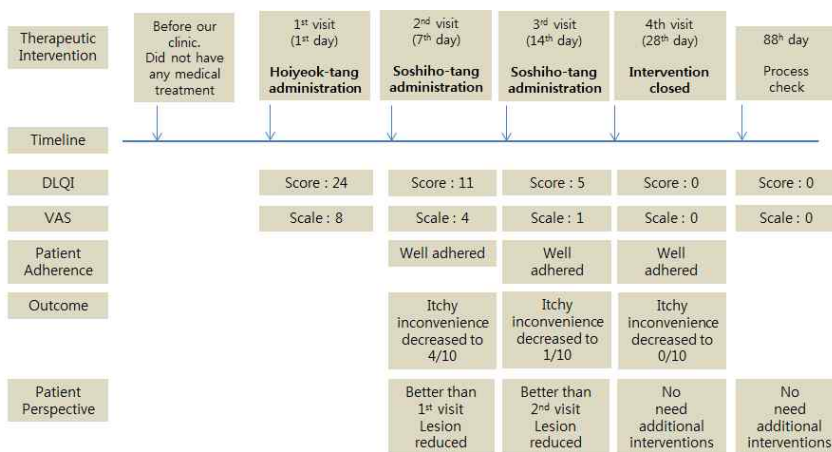 Therapeutic
Intervention
Before our
clinic.
Did not have
any medical
treatment
1st visit
(1st day)
Hoiyeok-tang
administration
2nd visit
(7th day)
Soshiho-tang
administration
3rd visit
(14th day)
Soshiho-tang
administration
4th visit
(28th day)
Intervention
closed
88h day
Process
check
Timeline
DLQI
Score : 24
Score : 11
Score : 5
Score : 0
Score : 0
VAS
Scale : 8
Scale : 4
Scale : 1
Scale : 0
Scale : 0
Patient
Adherence
Well adhered
Well
adhered
Well
adhered
Outcome
Itchy
inconvenience
decreased to
4/10
Itchy
inconvenience
decreased to
1/10
Itchy
inconvenience
decreased to
0/10
Patient
Perspective
Better than
1st visit
Lesion
reduced
Better than
2nd visit
Lesion
reduced
No
need
additional
interventions
No
need
additional
interventions